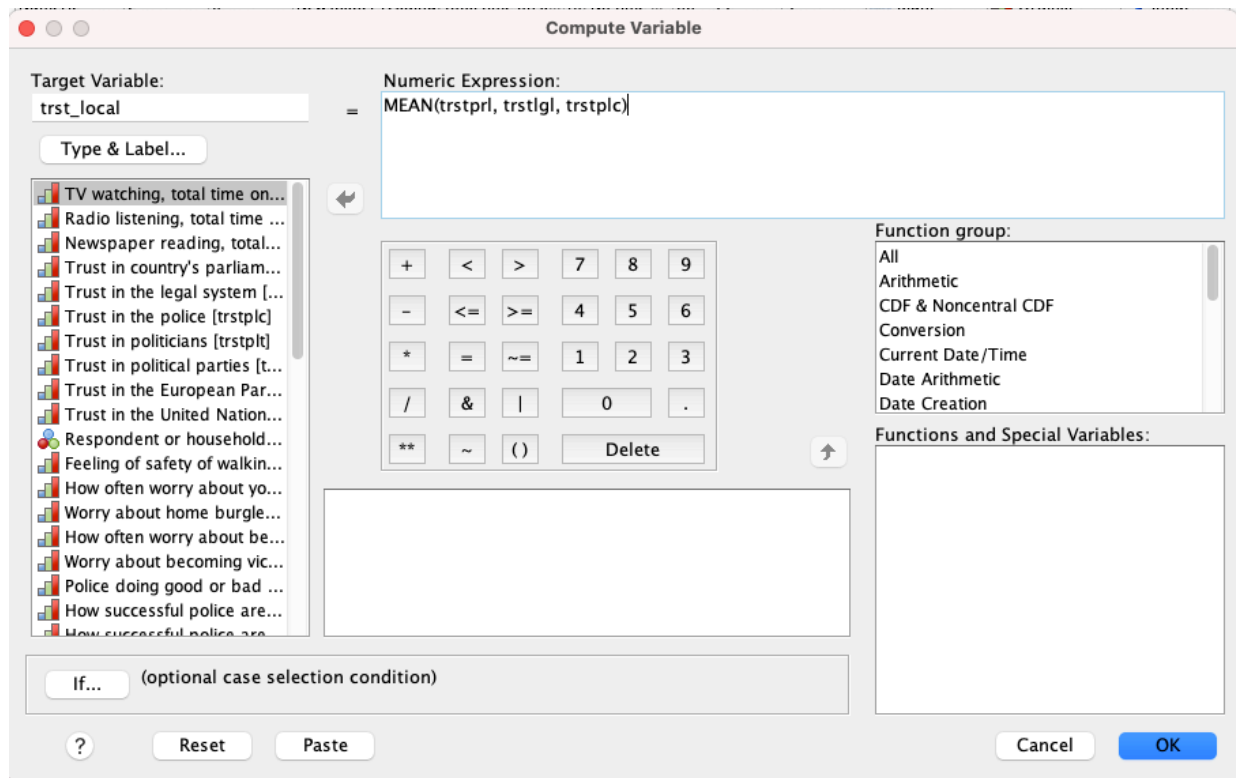 Compute Variable
Target Variable:
trst_local
=
Numeric Expression:
MEAN(trstprl, trstlgl, trstplc)
Type & Label...
TV watching, total time on...
Radio listening, total time ...
Newspaper reading, total...
Trust in country's parliam...
Trust in the legal system [...
Trust in the police [trstplc]
Trust in politicians [trstplt]
Trust in political parties [t...
Trust in the European Par...
Trust in the United Nation...
Respondent or household...
Feeling of safety of walkin...
How often worry about yo...
Worry about home burgle...
How often worry about be...
Worry about becoming vic...
Police doing good or bad ...
How successful police are...
How successful police are
+ < > 7 8 9
- <= >= 4 5 6
* = ~= 1 2 3
/ & | 0 .
** ~ () Delete
Function group:
All
Arithmetic
CDF & Noncentral CDF
Conversion
Current Date/Time
Date Arithmetic
Date Creation
Functions and Special Variables:
If... (optional case selection condition)
? Reset Paste Cancel OK